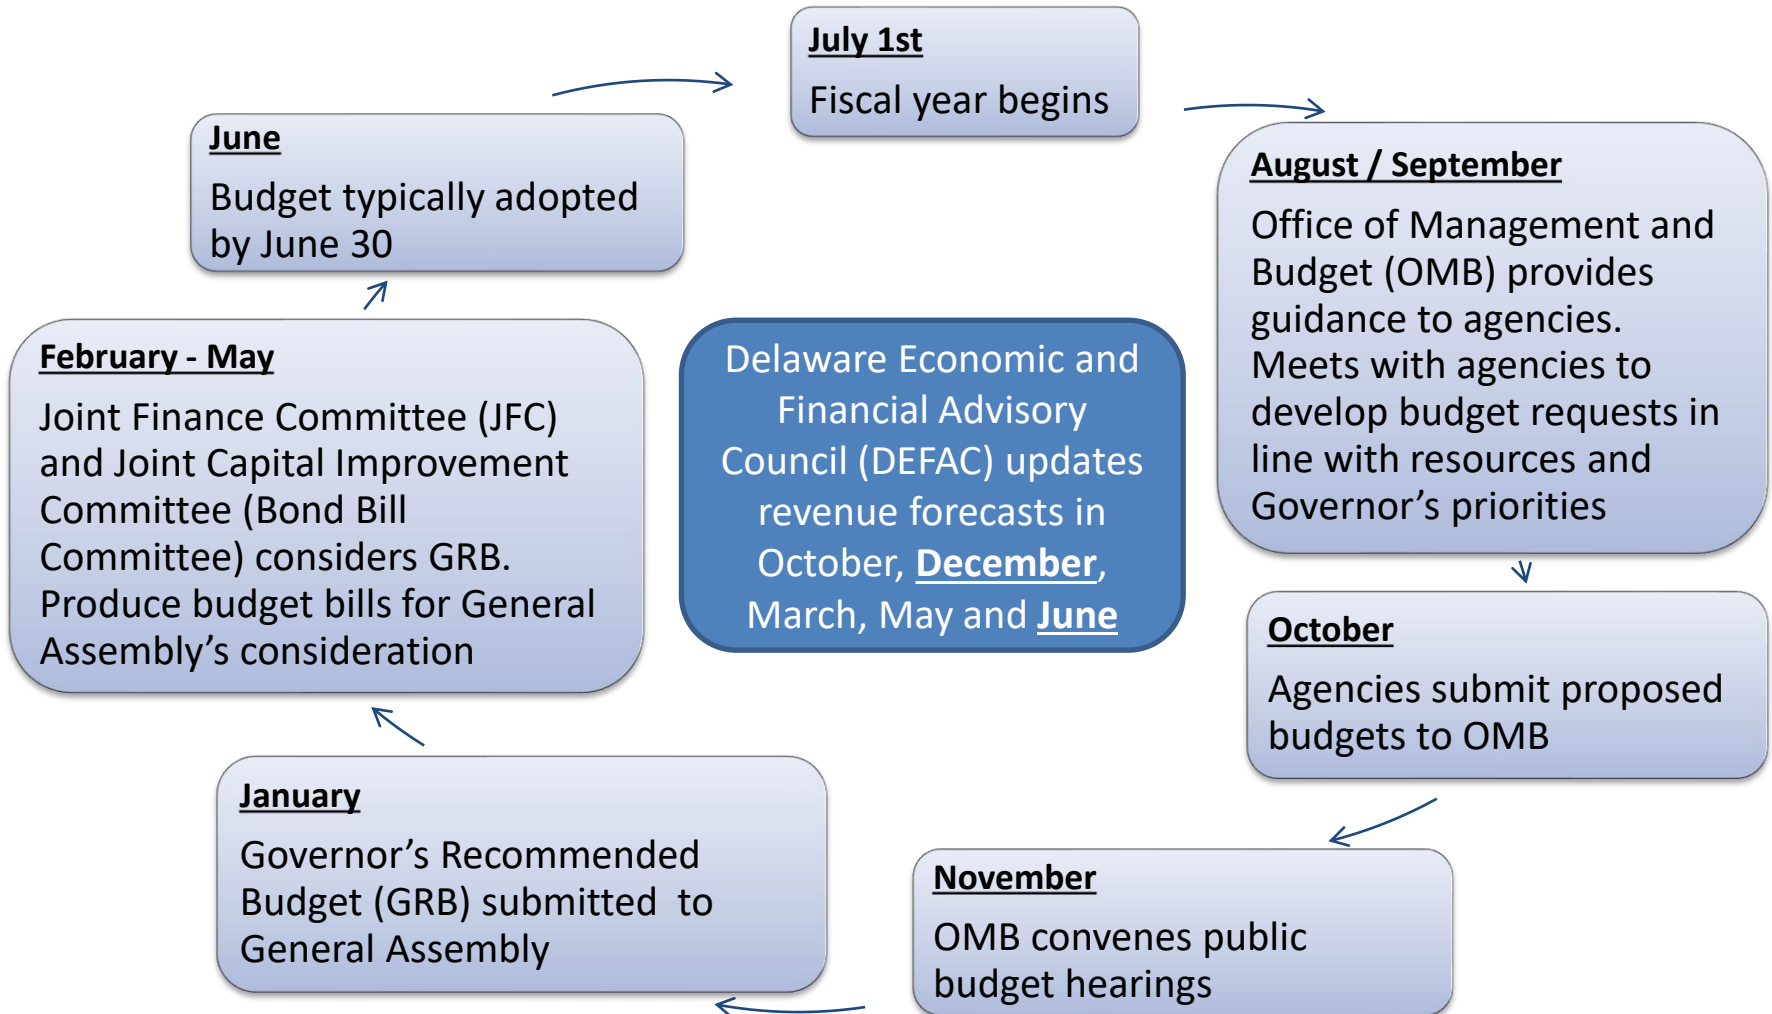 July 1st
Fiscal year begins
August / September
Office of Management and
Budget (OMB) provides
guidance to agencies.
Meets with agencies to
develop budget requests in
line with resources and
Governor’s priorities
October
Agencies submit proposed
budgets to OMB
November
OMB convenes public
budget hearings
January
Governor’s Recommended
Budget (GRB) submitted  to
General Assembly
February - May
Joint Finance Committee (JFC)
and Joint Capital Improvement
Committee (Bond Bill
Committee) considers GRB.
Produce budget bills for General
Assembly’s consideration
June
Budget typically adopted
by June 30
Delaware Economic and
Financial Advisory
Council (DEFAC) updates
revenue forecasts in
October, December,
March, May and June